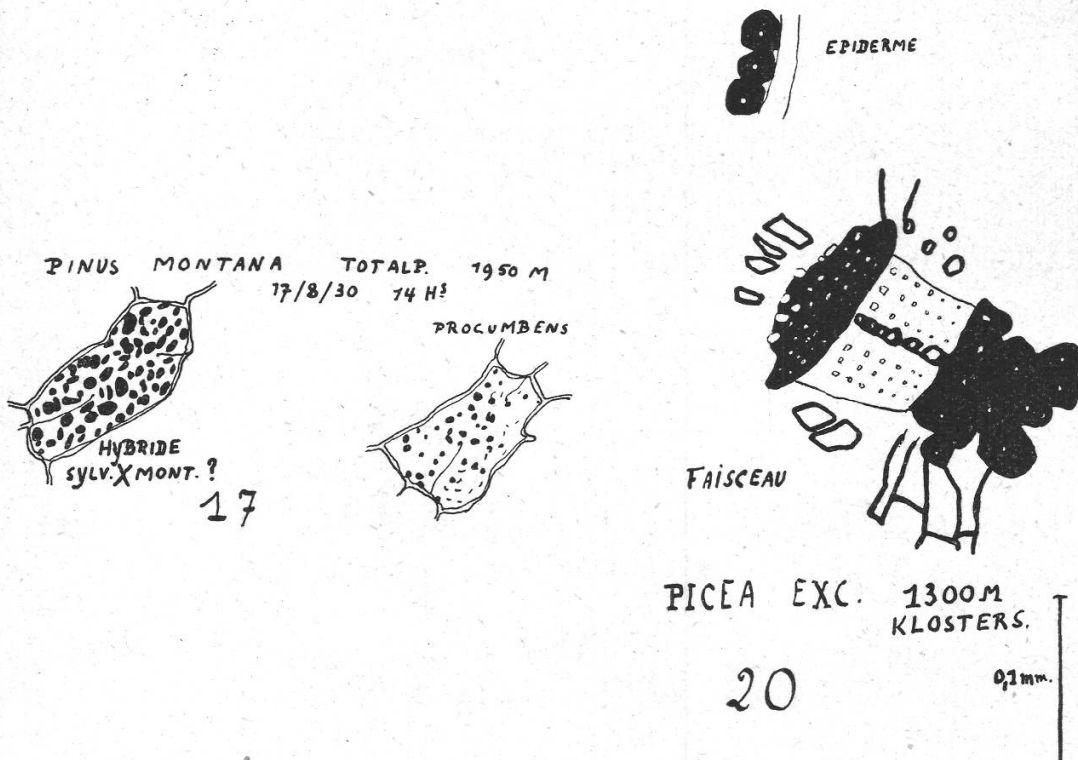 EPIDERME
PINUS MONTANA TOTALP. 1950 M
17/8/30 14 HS
PROCUMBENS
HYBRIDE
SYLV. X MONT. ?
17
FAISCEAU
PICEA EXC. 1300M
KLOSTERS.
20
0,1mm.